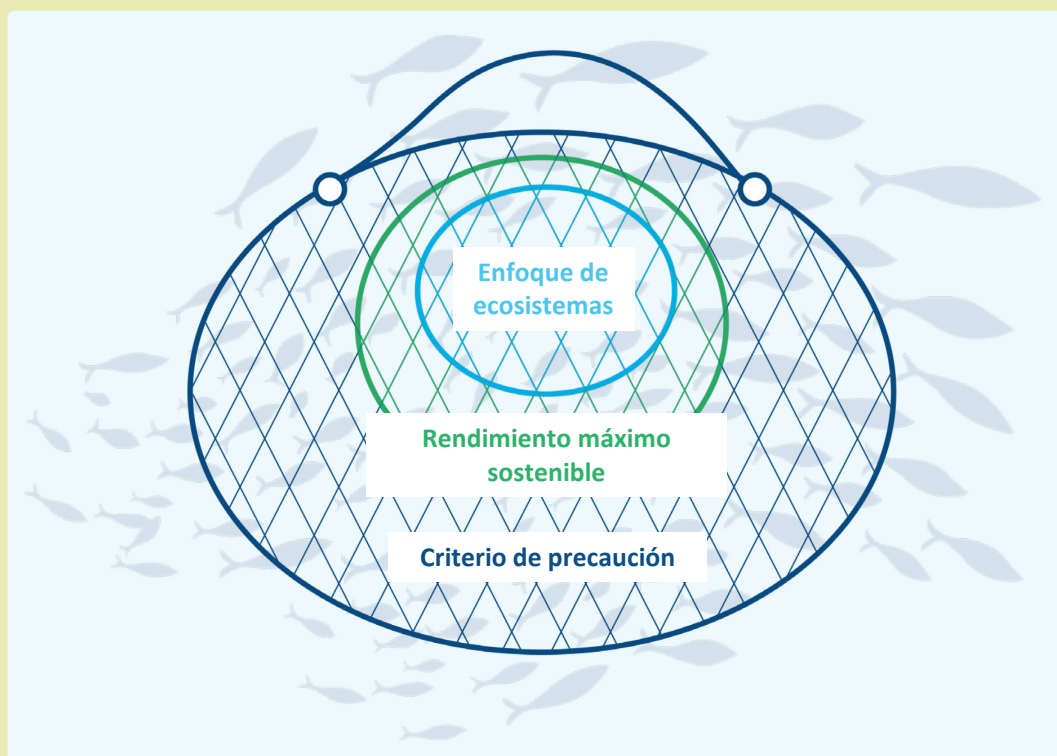 Enfoque de
ecosistemas
Rendimiento máximo
sostenible
Criterio de precaución